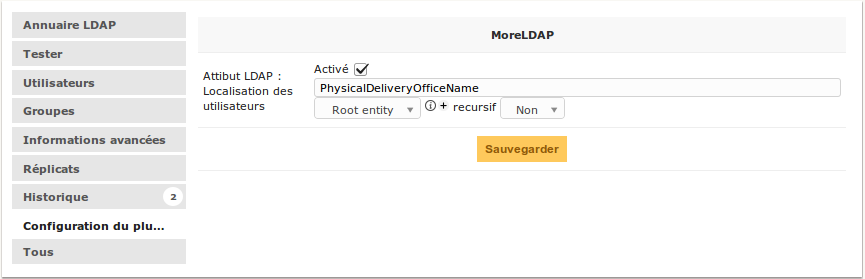 Annuaire LDAP
Tester
Utilisateurs
Groupes
Informations avancées
Réplicats
Historique 2
Configuration du plu...
Tous
MoreLDAP
Attibut LDAP :
Localisation des
utilisateurs
Activé
PhysicalDeliveryOfficeName
Root entity + recursif Non
Sauvegarder